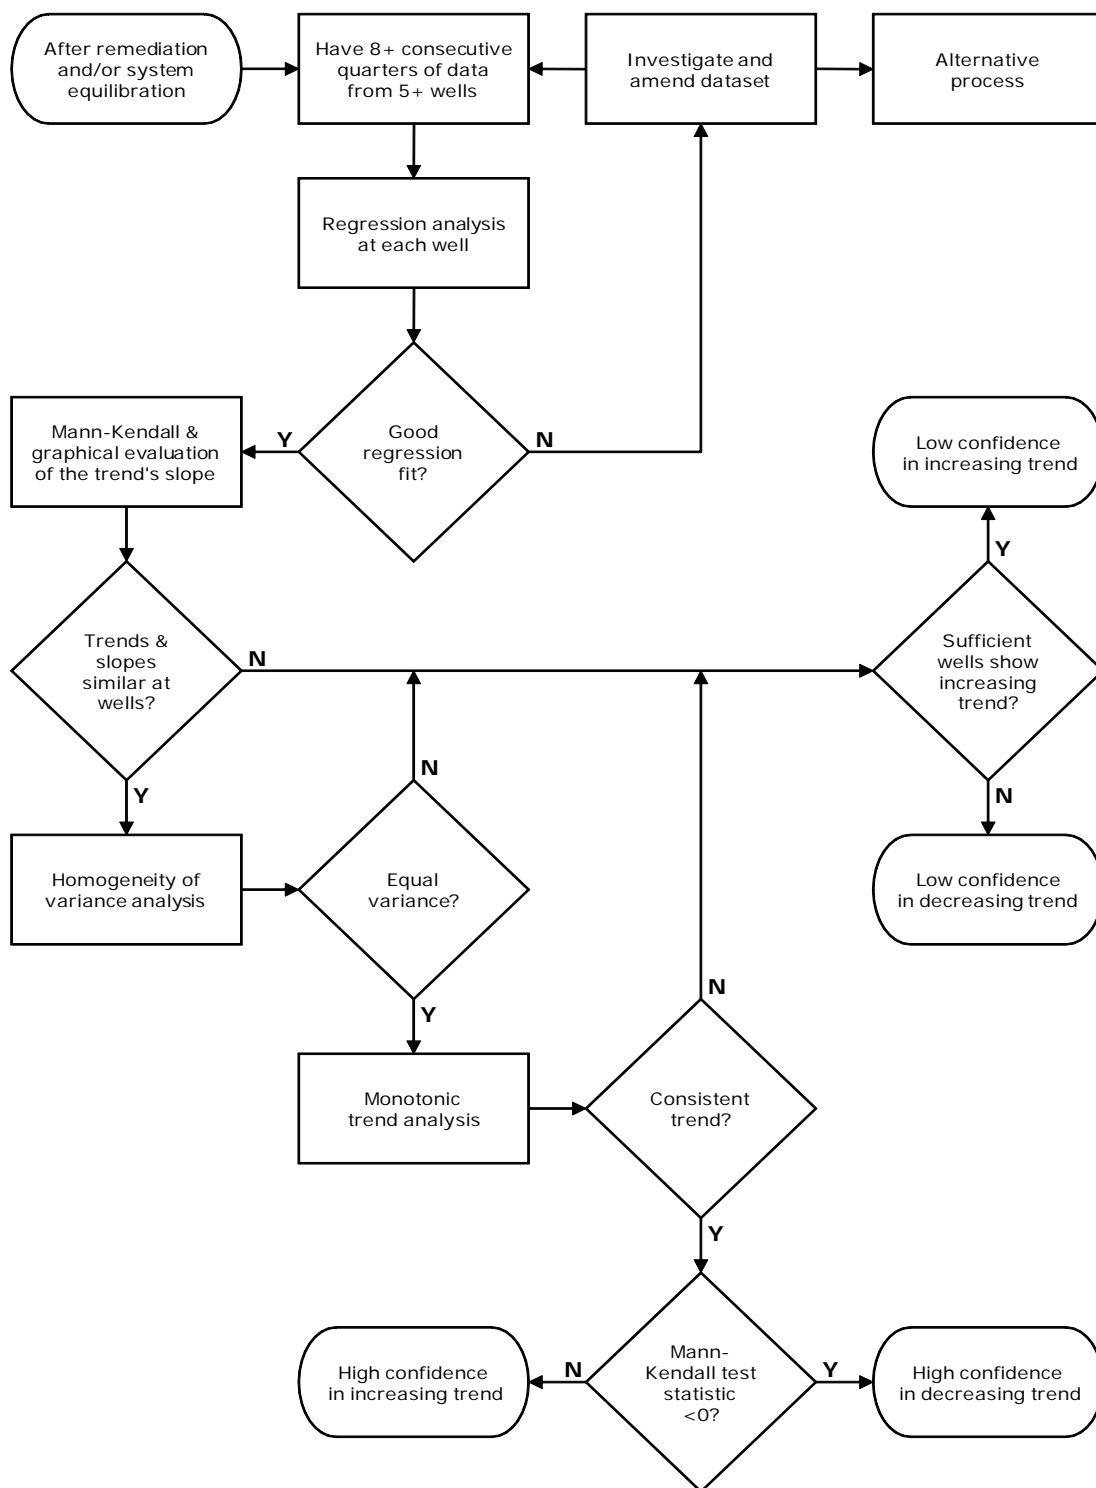 After remediation
and/or system
equilibration
Have 8+ consecutive
quarters of data
from 5+ wells
Investigate and
amend dataset
Alternative
process
Regression analysis
at each well
Good
regression
fit?
Y
N
Mann-Kendall &
graphical evaluation
of the trend's slope
Low confidence
in increasing trend
Y
Trends &
slopes
similar at
wells?
N
Y
Sufficient
wells show
increasing
trend?
N
Homogeneity of
variance analysis
Equal
variance?
N
Y
Low confidence
in decreasing trend
Monotonic
trend analysis
Consistent
trend?
N
Y
Mann-
Kendall test
statistic
<0?
N
Y
High confidence
in increasing trend
High confidence
in decreasing trend